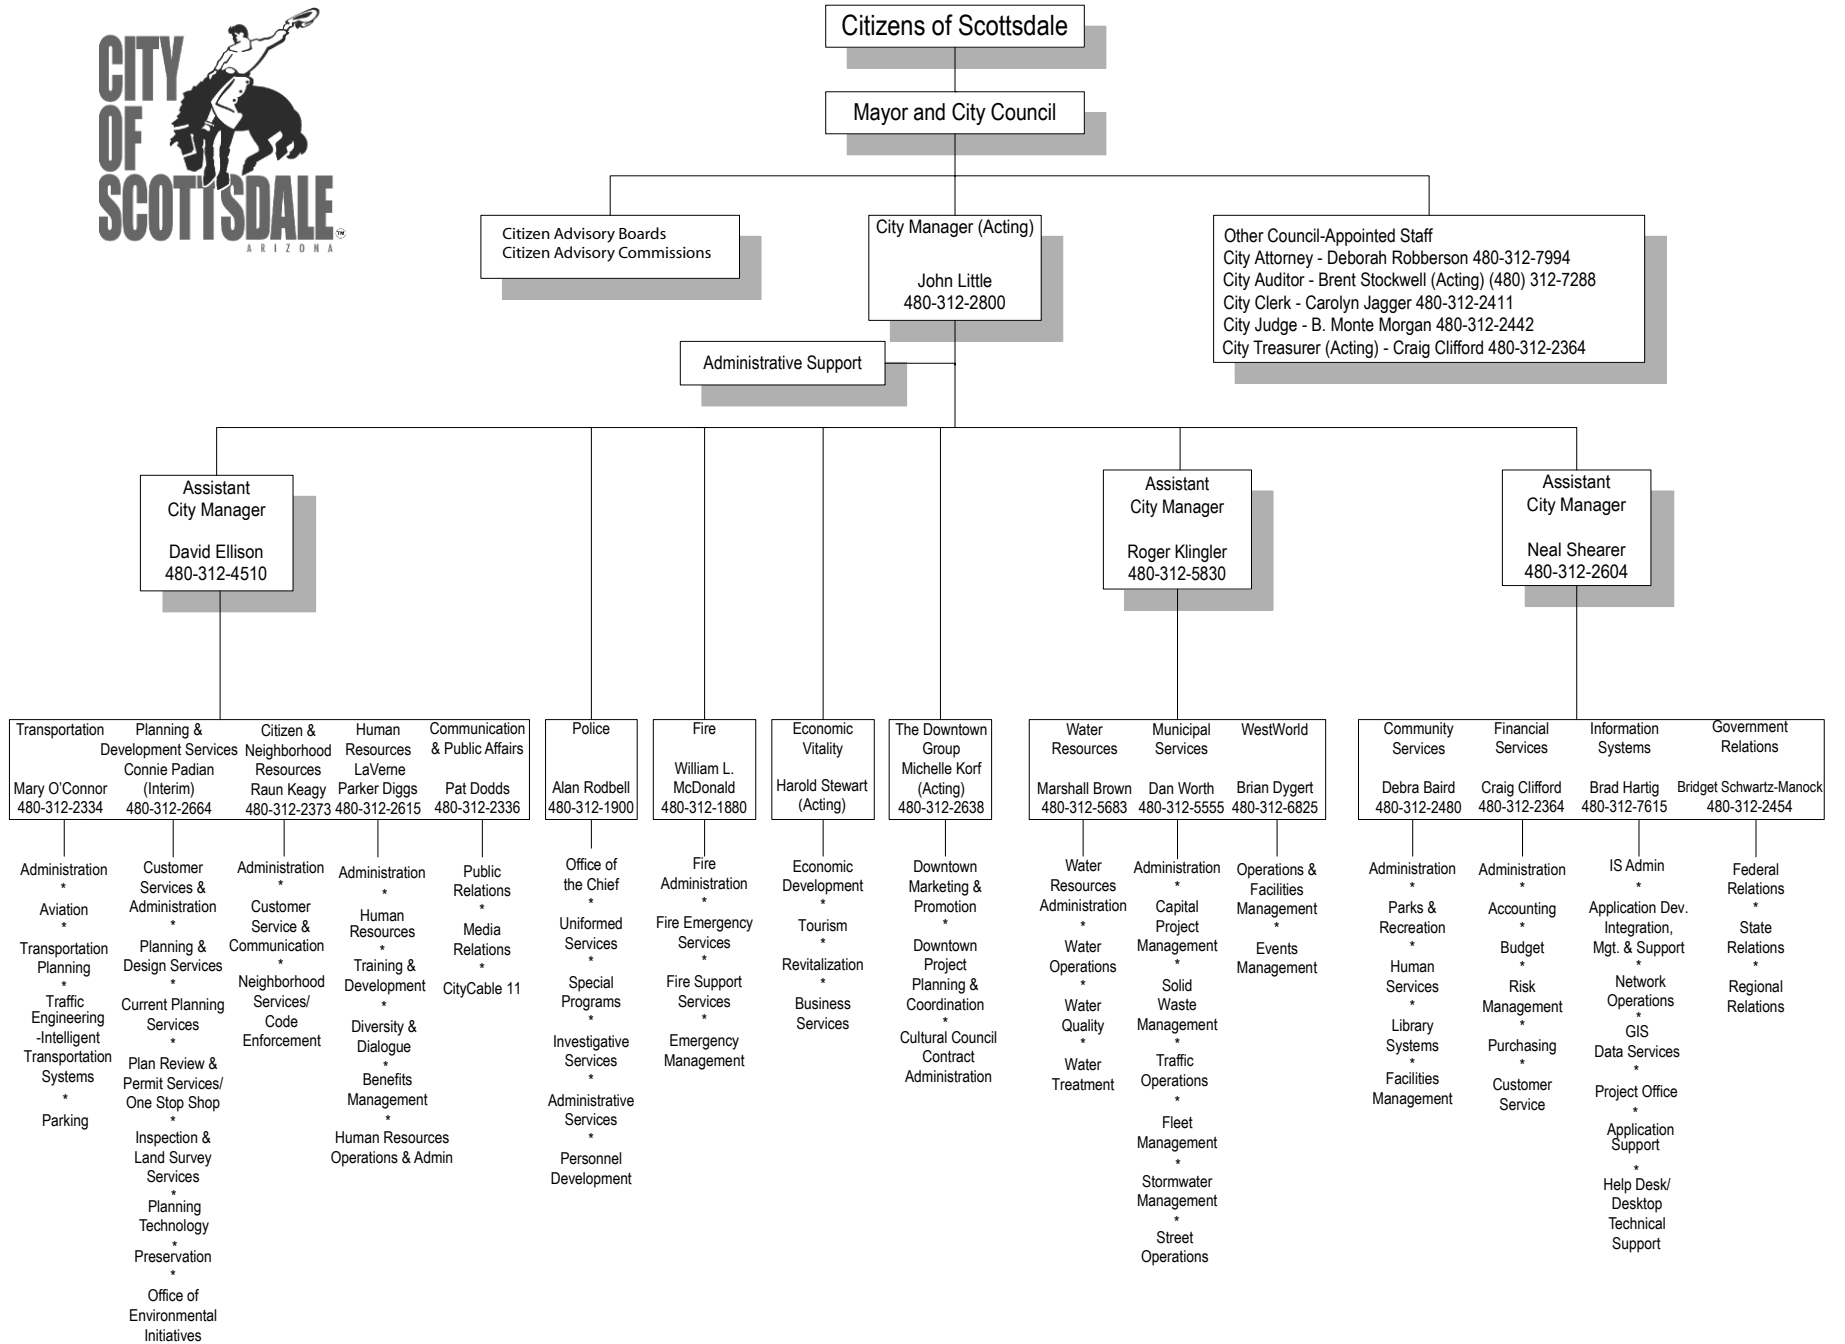 CITY
OF
SCOTTSDALE
TM
ARIZONA
Citizens of Scottsdale
Mayor and City Council
Citizen Advisory Boards
Citizen Advisory Commissions
City Manager (Acting)
John Little
480-312-2800
Other Council-Appointed Staff
City Attorney - Deborah Robberson 480-312-7994
City Auditor - Brent Stockwell (Acting) (480) 312-7288
City Clerk - Carolyn Jagger 480-312-2411
City Judge - B. Monte Morgan 480-312-2442
City Treasurer (Acting) - Craig Clifford 480-312-2364
Administrative Support
Assistant
City Manager
David Ellison
480-312-4510
Assistant
City Manager
Roger Klingler
480-312-5830
Assistant
City Manager
Neal Shearer
480-312-2604
Transportation
Mary O'Connor
480-312-2334
Administration
*
Aviation
*
Transportation
Planning
*
Traffic
Engineering
-Intelligent
Transportation
Systems
*
Parking
Planning &
Development Services
Connie Padian
(Interim)
480-312-2664
Customer
Services &
Administration
*
Planning &
Design Services
*
Current Planning
Services
*
Plan Review &
Permit Services/
One Stop Shop
*
Inspection &
Land Survey
Services
*
Planning
Technology
*
Preservation
*
Office of
Environmental
Initiatives
Citizen &
Neighborhood
Resources
Raun Keagy
480-312-2373
Administration
*
Customer
Service &
Communication
*
Neighborhood
Services/
Code
Enforcement
Human
Resources
LaVerne
Parker Diggs
480-312-2615
Administration
*
Human
Resources
*
Training &
Development
*
Diversity &
Dialogue
*
Benefits
Management
*
Human Resources
Operations & Admin
Communication
& Public Affairs
Pat Dodds
480-312-2336
Public
Relations
*
Media
Relations
*
CityCable 11
Police
Alan Rodbell
480-312-1900
Office of
the Chief
*
Uniformed
Services
*
Special
Programs
*
Investigative
Services
*
Administrative
Services
*
Personnel
Development
Fire
William L.
McDonald
480-312-1880
Fire
Administration
*
Fire Emergency
Services
*
Fire Support
Services
*
Emergency
Management
Economic
Vitality
Harold Stewart
(Acting)
Economic
Development
*
Tourism
*
Revitalization
*
Business
Services
The Downtown
Group
Michelle Korf
(Acting)
480-312-2638
Downtown
Marketing &
Promotion
*
Downtown
Project
Planning &
Coordination
*
Cultural Council
Contract
Administration
Water
Resources
Marshall Brown
480-312-5683
Water
Resources
Administration
*
Water
Operations
*
Water
Quality
*
Water
Treatment
Municipal
Services
Dan Worth
480-312-5555
Administration
*
Capital
Project
Management
*
Solid
Waste
Management
*
Traffic
Operations
*
Fleet
Management
*
Stormwater
Management
*
Street
Operations
WestWorld
Brian Dygert
480-312-6825
Operations &
Facilities
Management
*
Events
Management
Community
Services
Debra Baird
480-312-2480
Administration
*
Parks &
Recreation
*
Human
Services
*
Library
Systems
*
Facilities
Management
Financial
Services
Craig Clifford
480-312-2364
Administration
*
Accounting
*
Budget
*
Risk
Management
*
Purchasing
*
Customer
Service
Information
Systems
Brad Hartig
480-312-7615
IS Admin
*
Application Dev.
Integration,
Mgt. & Support
*
Network
Operations
*
GIS
Data Services
*
Project Office
*
Application
Support
*
Help Desk/
Desktop
Technical
Support
Government
Relations
Bridget Schwartz-Manock
480-312-2454
Federal
Relations
*
State
Relations
*
Regional
Relations